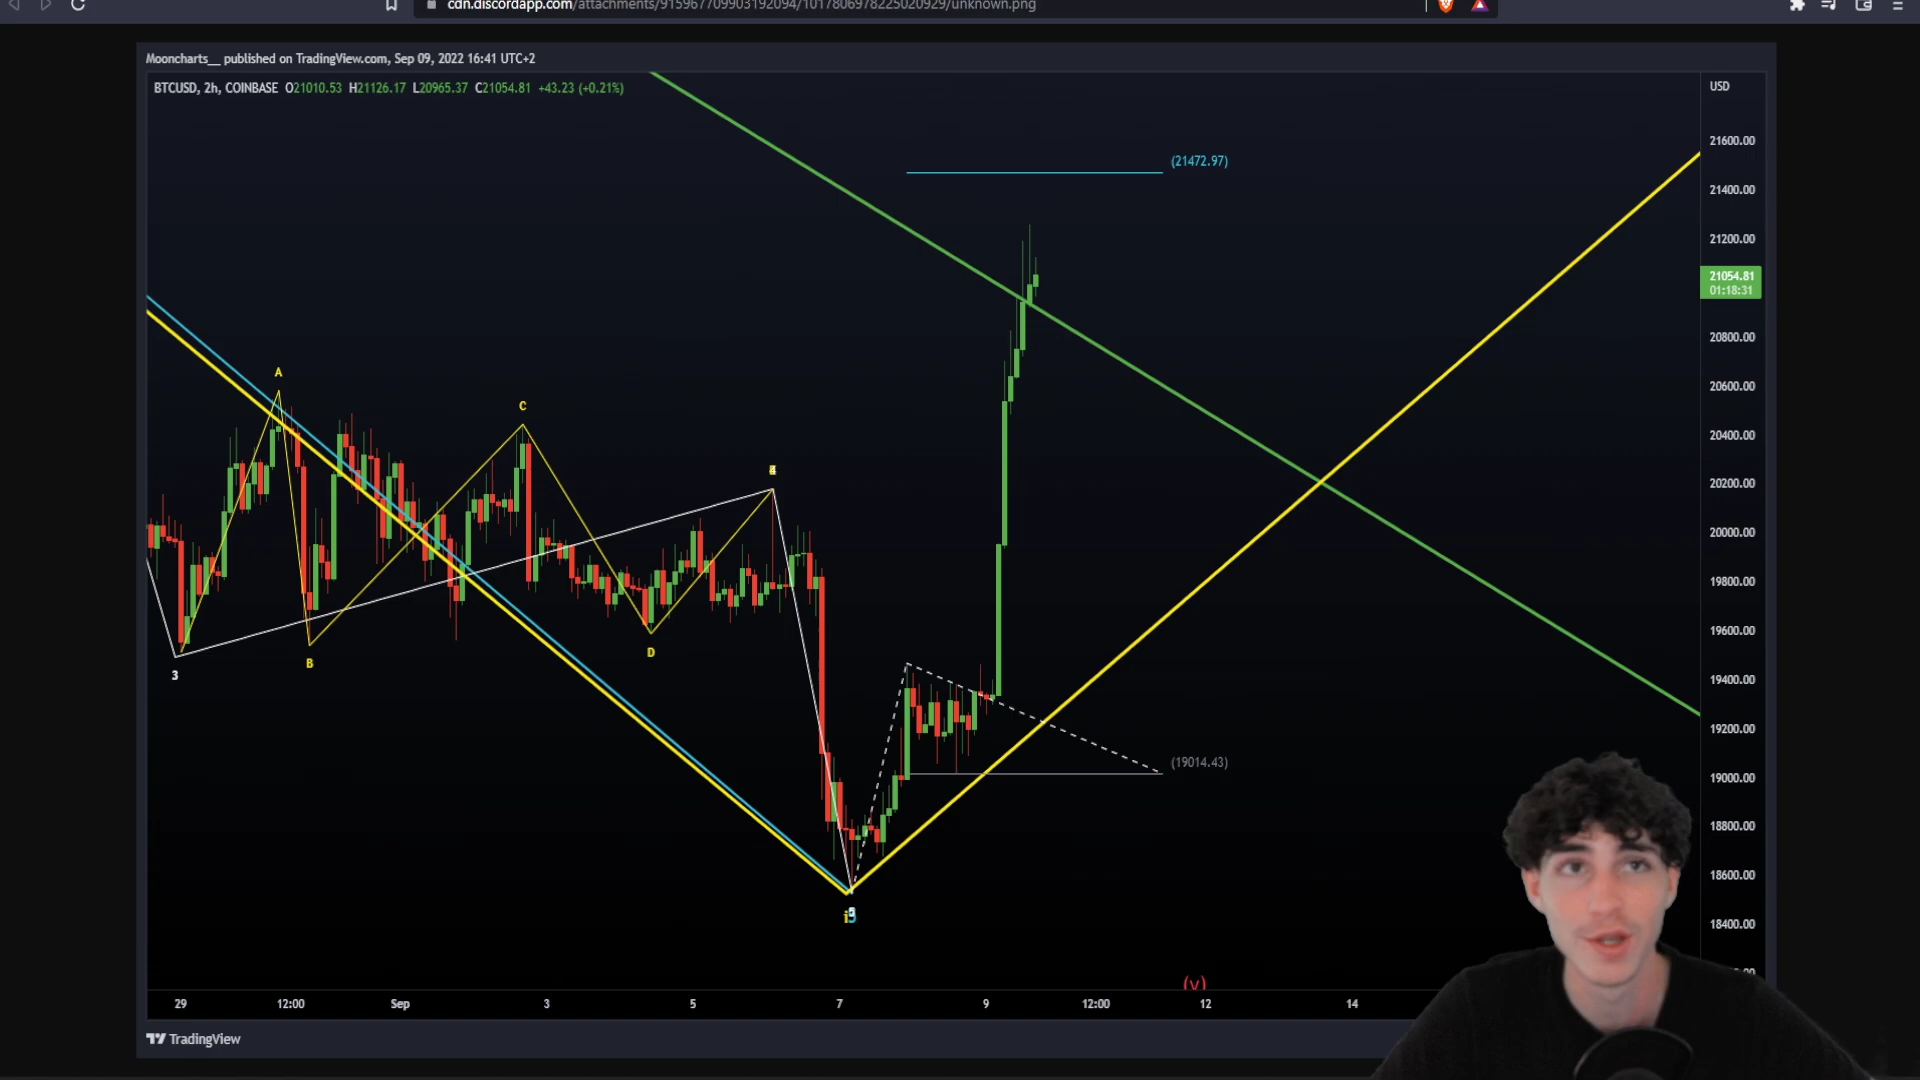 cdn.discordapp.com/attachments/915967709903192094/1017806978225020929/unknown.png
Mooncharts__ published on TradingView.com, Sep 09, 2022 16:41 UTC+2
BTCUSD, 2h, COINBASE O21010.53 H21126.17 L20965.37 C21054.81 +43.23 (+0.21%)
USD
21600.00
(21472.97)
21400.00
21200.00
21054.81
01:18:31
20800.00
A
20600.00
C
20400.00
20200.00
20000.00
19800.00
19600.00
D
B
3
19400.00
19200.00
(19014.43)
19000.00
18800.00
18600.00
18400.00
(v)
29 12:00 Sep 3 5 7 9 12:00 12 14
TradingView